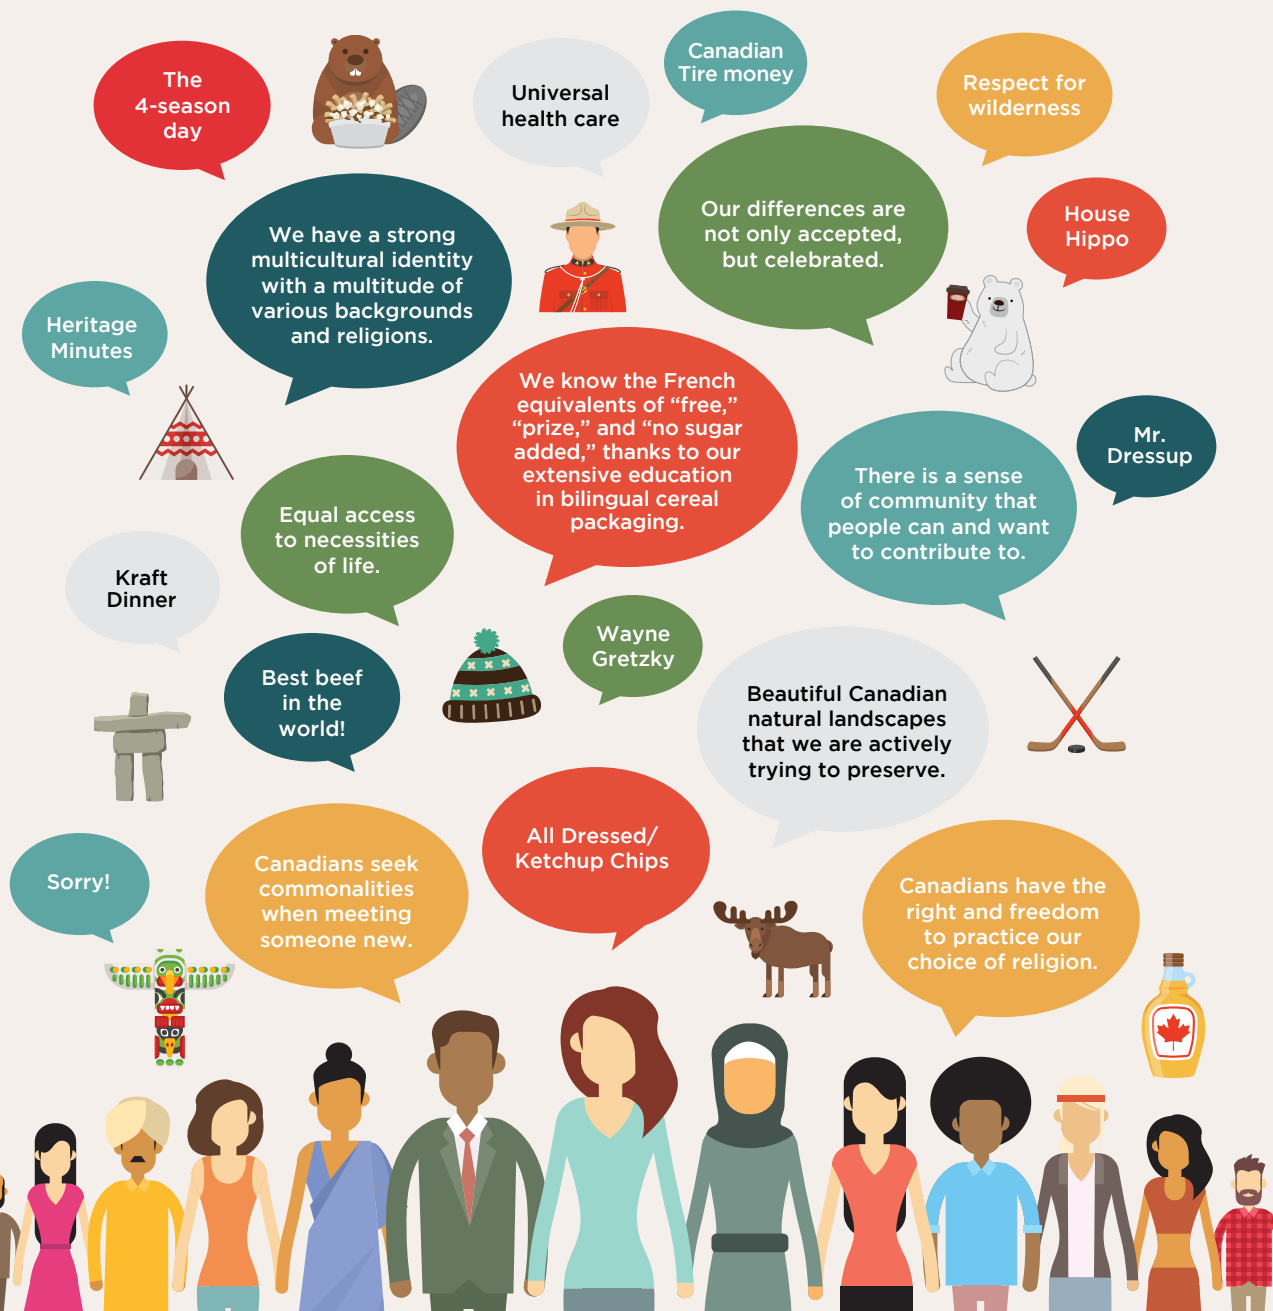 The
4-season
day
Universal
health care
Canadian
Tire money
Respect for
wilderness
We have a strong
multicultural identity
with a multitude of
various backgrounds
and religions.
Our differences are
not only accepted,
but celebrated.
House
Hippo
Heritage
Minutes
We know the French
equivalents of “free,”
“prize,” and “no sugar
added,” thanks to our
extensive education
in bilingual cereal
packaging.
There is a sense
of community that
people can and want
to contribute to.
Mr.
Dressup
Equal access
to necessities
of life.
Kraft
Dinner
Best beef
in the
world!
Wayne
Gretzky
Beautiful Canadian
natural landscapes
that we are actively
trying to preserve.
Sorry!
Canadians seek
commonalities
when meeting
someone new.
All Dressed/
Ketchup Chips
Canadians have the
right and freedom
to practice our
choice of religion.